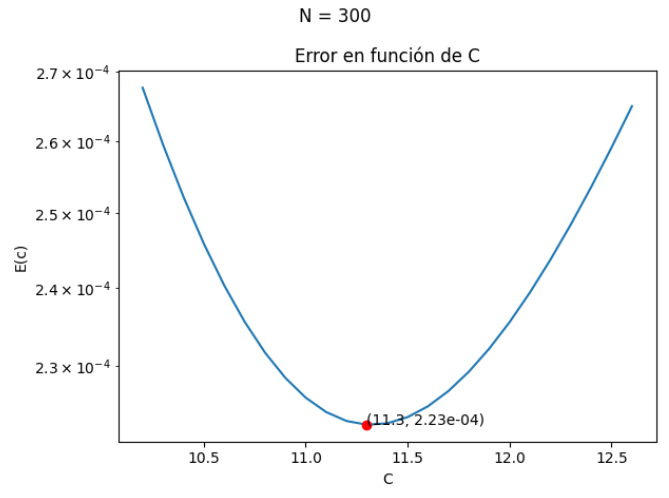 N = 300
Error en función de C
2.7 × 10⁻⁴
2.6 × 10⁻⁴
2.5 × 10⁻⁴
2.4 × 10⁻⁴
2.3 × 10⁻⁴
E(c)
(11.3, 2.23e-04)
10.5 11.0 11.5 12.0 12.5
C